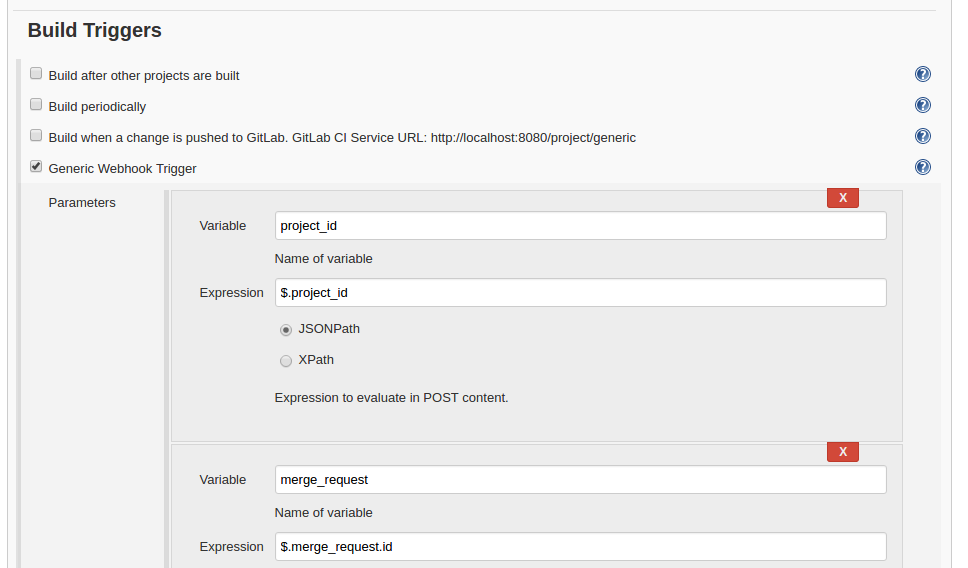 Build Triggers
Build after other projects are built
?
Build periodically
?
Build when a change is pushed to GitLab. GitLab CI Service URL: http://localhost:8080/project/generic
?
Generic Webhook Trigger
?
Parameters
X
Variable project_id
Name of variable
Expression $.project_id
JSONPath
XPath
Expression to evaluate in POST content.
X
Variable merge_request
Name of variable
Expression $.merge_request.id